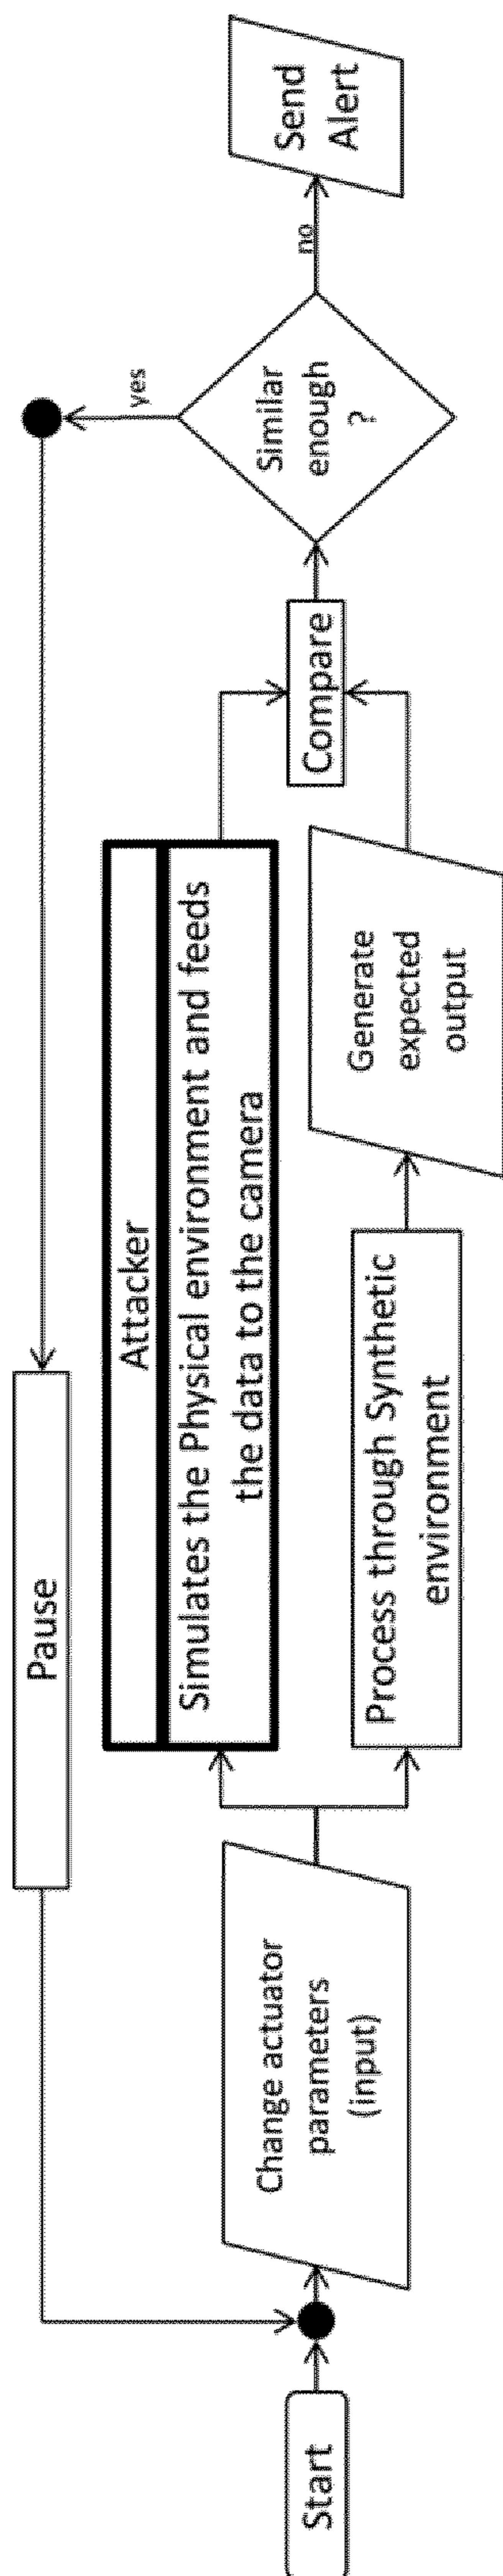 Start
Change actuator
parameters
(input)
Pause
Attacker
Simulates the Physical environment and feeds
the data to the camera
Process through Synthetic
environment
Generate
expected
output
Compare
Similar
enough
?
yes
no
Send
Alert